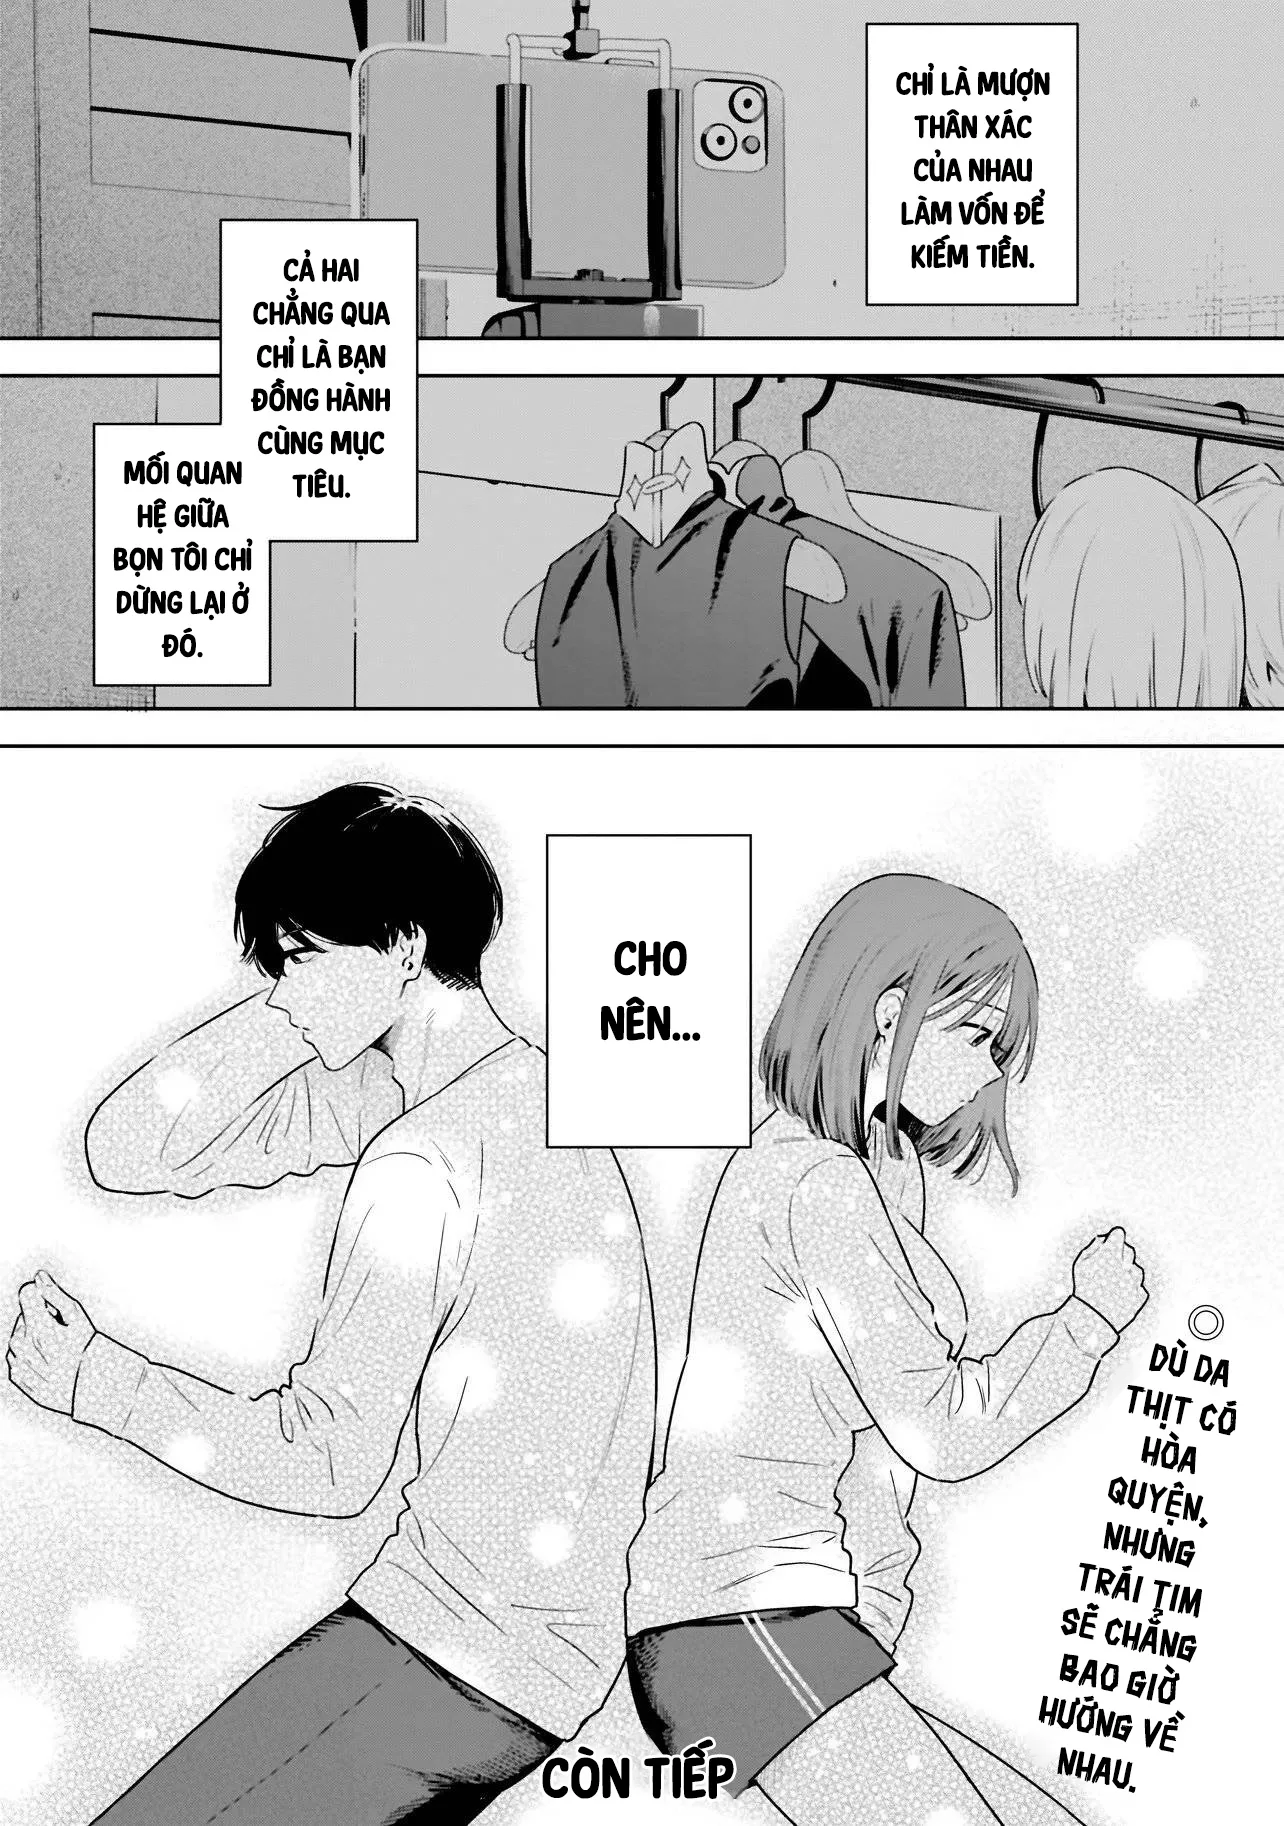 CHỈ LÀ MƯỢN
THÂN XÁC
CỦA NHAU
LÀM VỐN ĐỂ
KIẾM TIỀN.
CẢ HAI
CHẲNG QUA
CHỈ LÀ BẠN
ĐỒNG HÀNH
CÙNG MỤC
TIÊU.
MỐI QUAN
HỆ GIỮA
BỌN TÔI CHỈ
DỪNG LẠI Ở
ĐÓ.
CHO
NÊN...
DÙ DA
THỊT CÓ
HÒA
QUYỆN,
NHƯNG
TRÁI TIM
SẼ CHẲNG
BAO GIỜ
HƯỚNG VỀ
NHAU.
CÒN TIẾP